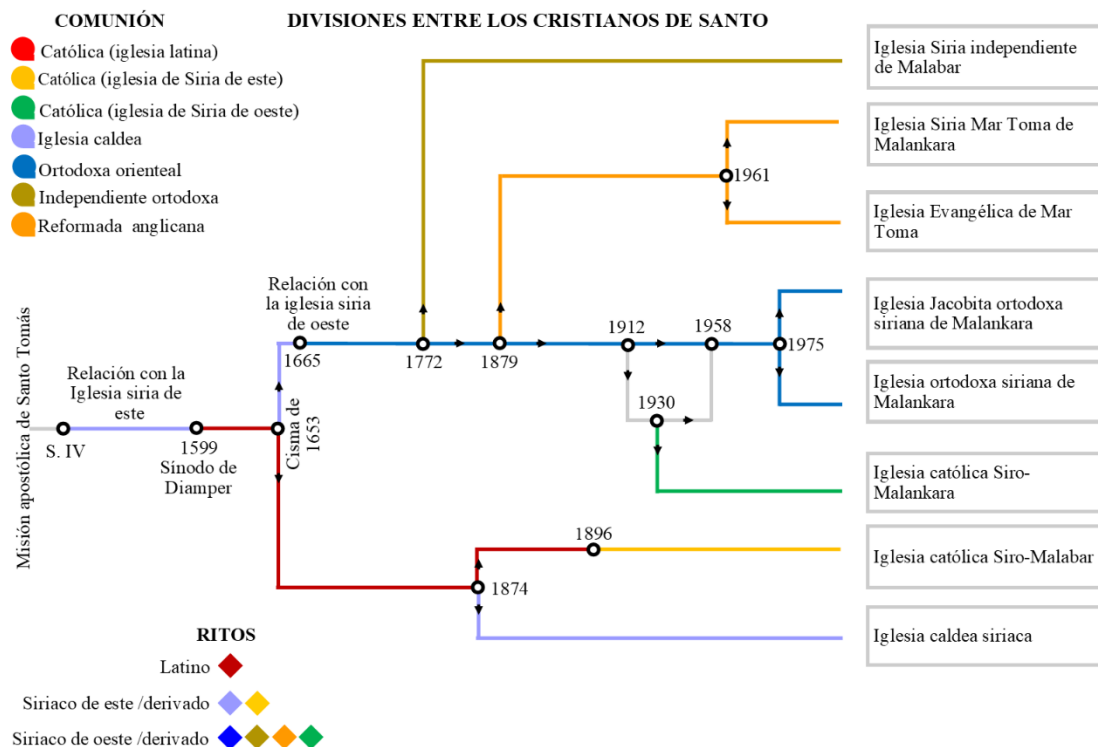 COMUNIÓN
Católica (iglesia latina)
Católica (iglesia de Siria de este)
Católica (iglesia de Siria de oeste)
Iglesia caldea
Ortodoxa orienteal
Independiente ortodoxa
Reformada anglicana
DIVISIONES ENTRE LOS CRISTIANOS DE SANTO
Iglesia Siria independiente
de Malabar
Iglesia Siria Mar Toma de
Malankara
1961
Iglesia Evangélica de Mar
Toma
Relación con
la iglesia siria
de oeste
1665
1772
1879
1912
1958
1975
1930
Iglesia Jacobita ortodoxa
siriana de Malankara
Iglesia ortodoxa siriana de
Malankara
Misión apostólica de Santo Tomás
Relación con la
Iglesia siria de
este
S. IV
1599
Sínodo de
Diamper
Cisma de
1653
Iglesia católica Siro-
Malankara
1896
1874
Iglesia católica Siro-Malabar
Iglesia caldea siriaca
RITOS
Latino
Siriaco de este /derivado
Siriaco de oeste /derivado